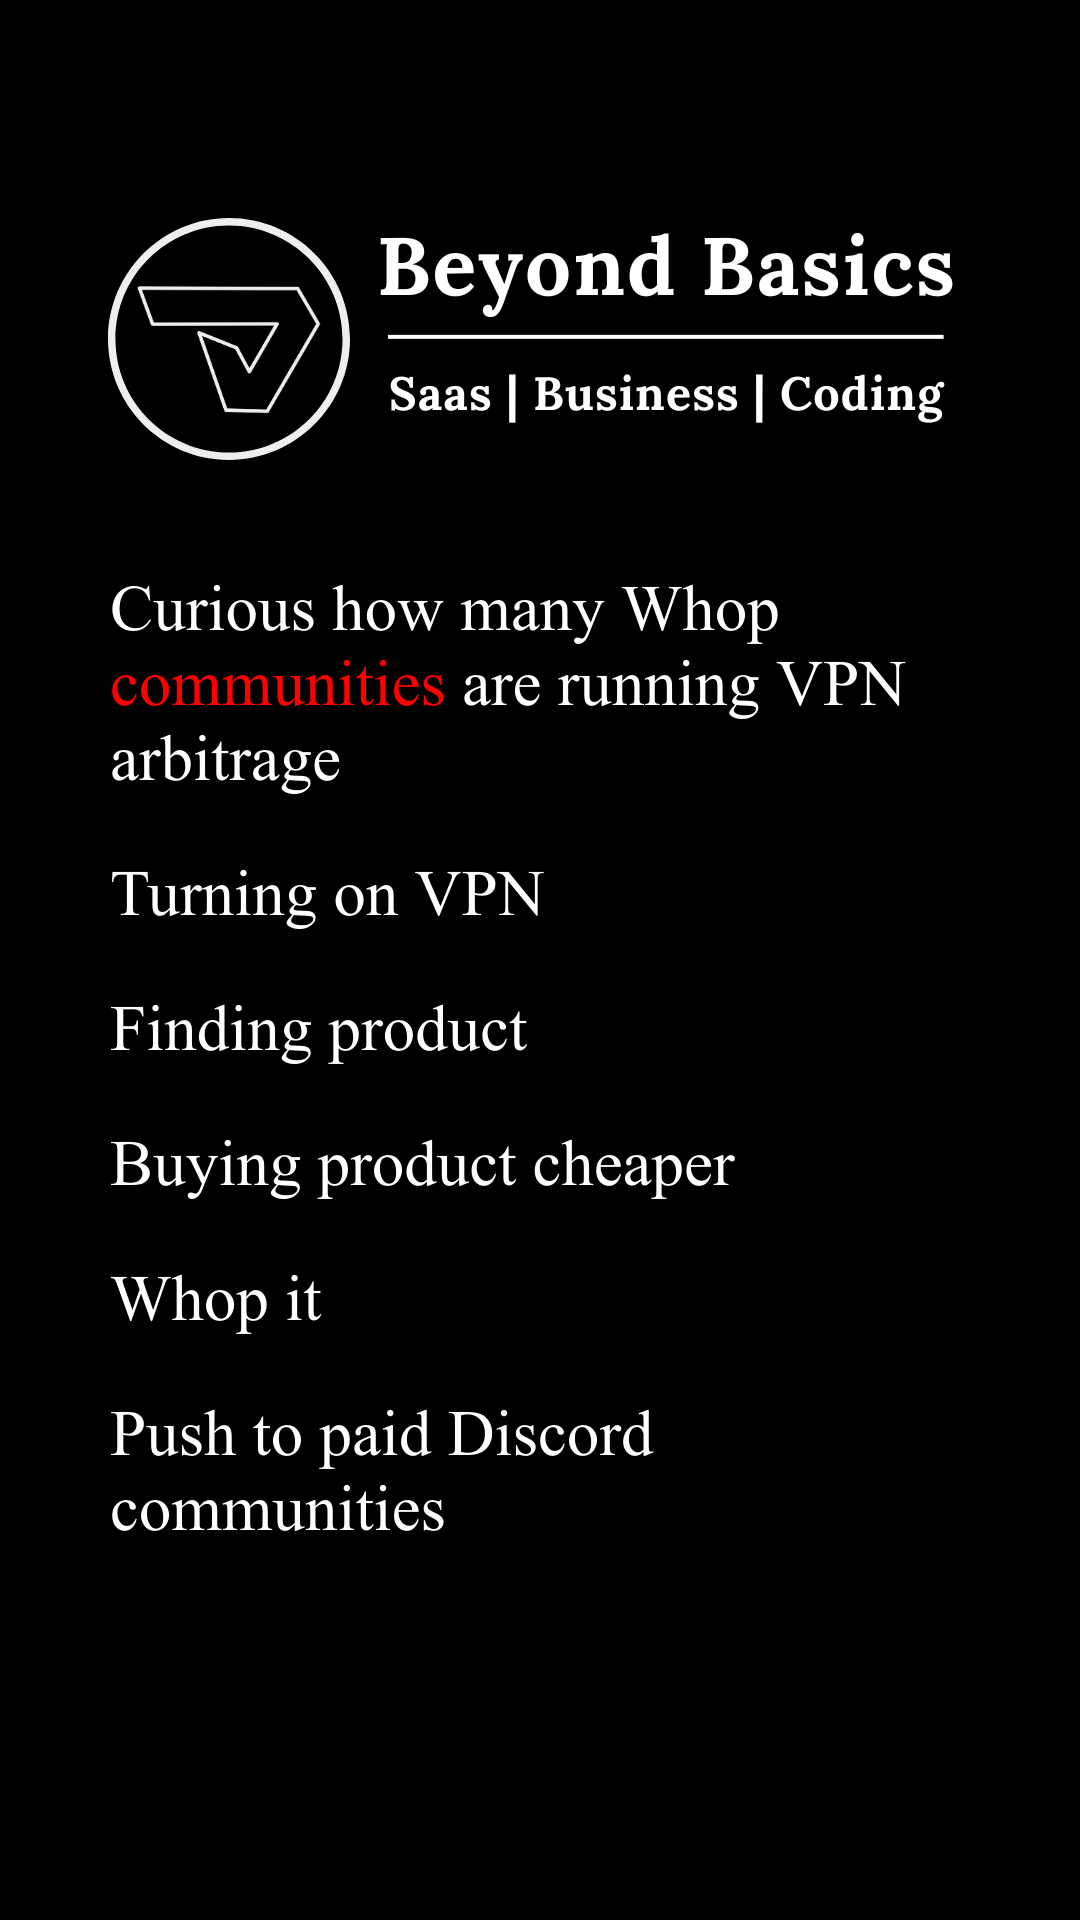 Beyond Basics
Saas | Business | Coding
Curious how many Whop
communities are running VPN
arbitrage
Turning on VPN
Finding product
Buying product cheaper
Whop it
Push to paid Discord
communities